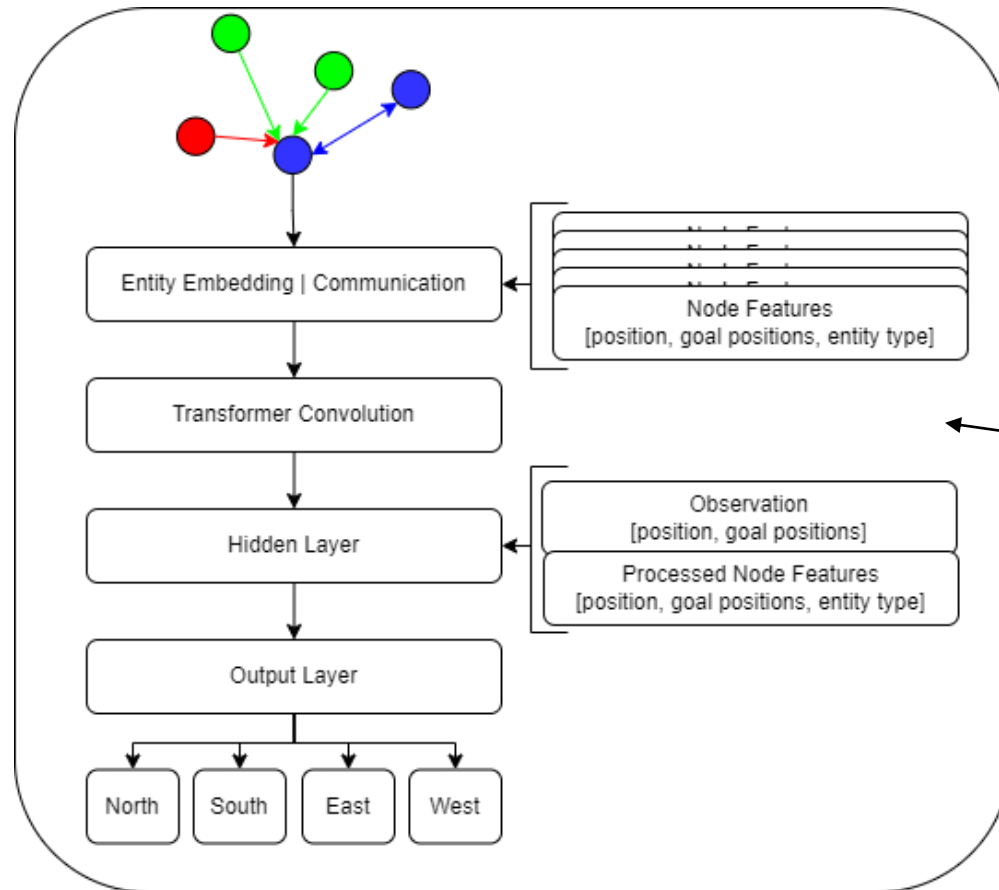 Entity Embedding | Communication
Node Features
[position, goal positions, entity type]
Transformer Convolution
Observation
[position, goal positions]
Hidden Layer
Processed Node Features
[position, goal positions, entity type]
Output Layer
North
South
East
West